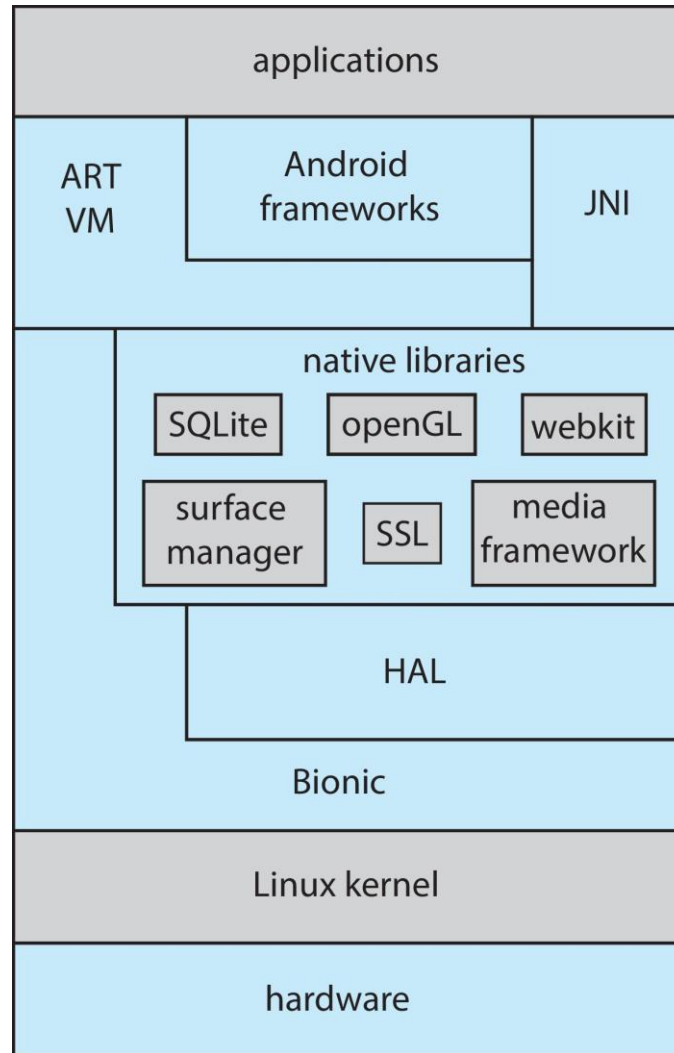 applications
ART
VM
Android
frameworks
JNI
native libraries
SQLite
openGL
webkit
surface
manager
SSL
media
framework
HAL
Bionic
Linux kernel
hardware